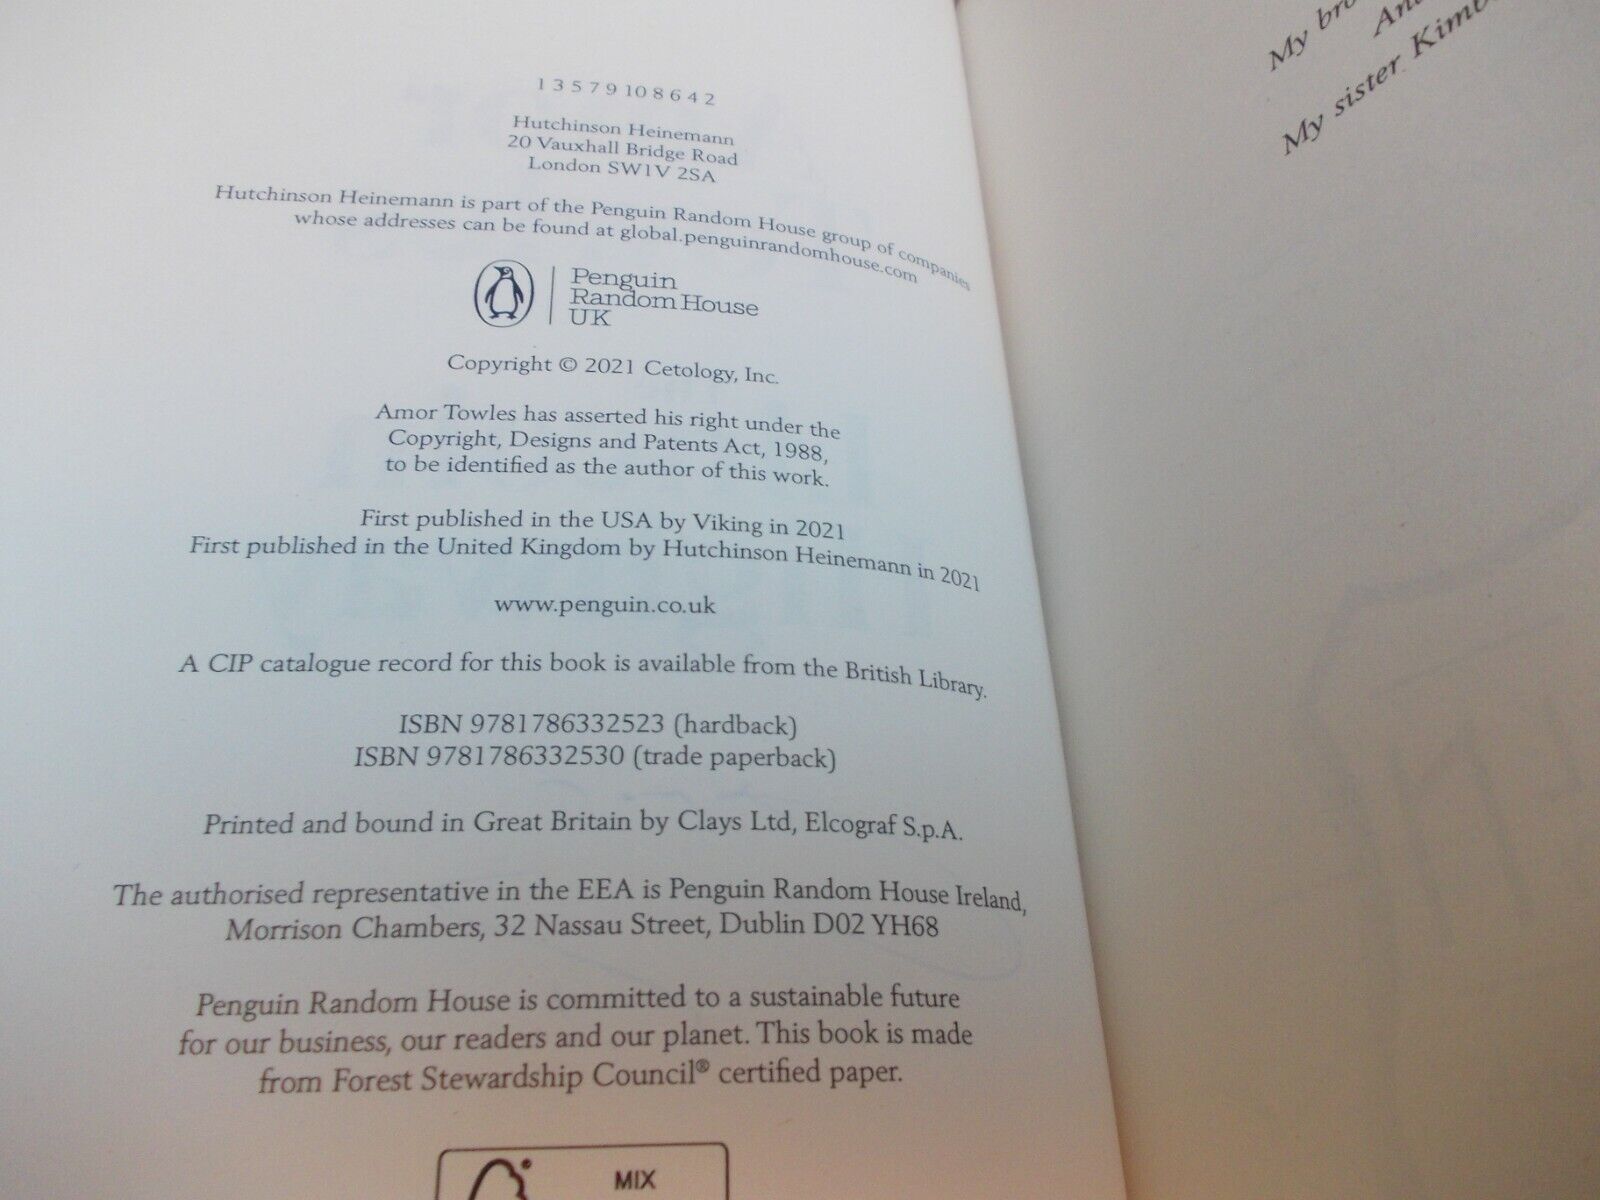 1 3 5 7 9 10 8 6 4 2
Hutchinson Heinemann
20 Vauxhall Bridge Road
London SW1V 2SA
Hutchinson Heinemann is part of the Penguin Random House group of companies
whose addresses can be found at global.penguinrandomhouse.com
Penguin
Random House
UK
Copyright © 2021 Cetology, Inc.
Amor Towles has asserted his right under the
Copyright, Designs and Patents Act, 1988,
to be identified as the author of this work.
First published in the USA by Viking in 2021
First published in the United Kingdom by Hutchinson Heinemann in 2021
www.penguin.co.uk
A CIP catalogue record for this book is available from the British Library.
ISBN 9781786332523 (hardback)
ISBN 9781786332530 (trade paperback)
Printed and bound in Great Britain by Clays Ltd, Elcograf S.p.A.
The authorised representative in the EEA is Penguin Random House Ireland,
Morrison Chambers, 32 Nassau Street, Dublin D02 YH68
Penguin Random House is committed to a sustainable future
for our business, our readers and our planet. This book is made
from Forest Stewardship Council® certified paper.
MIX
My
My sister